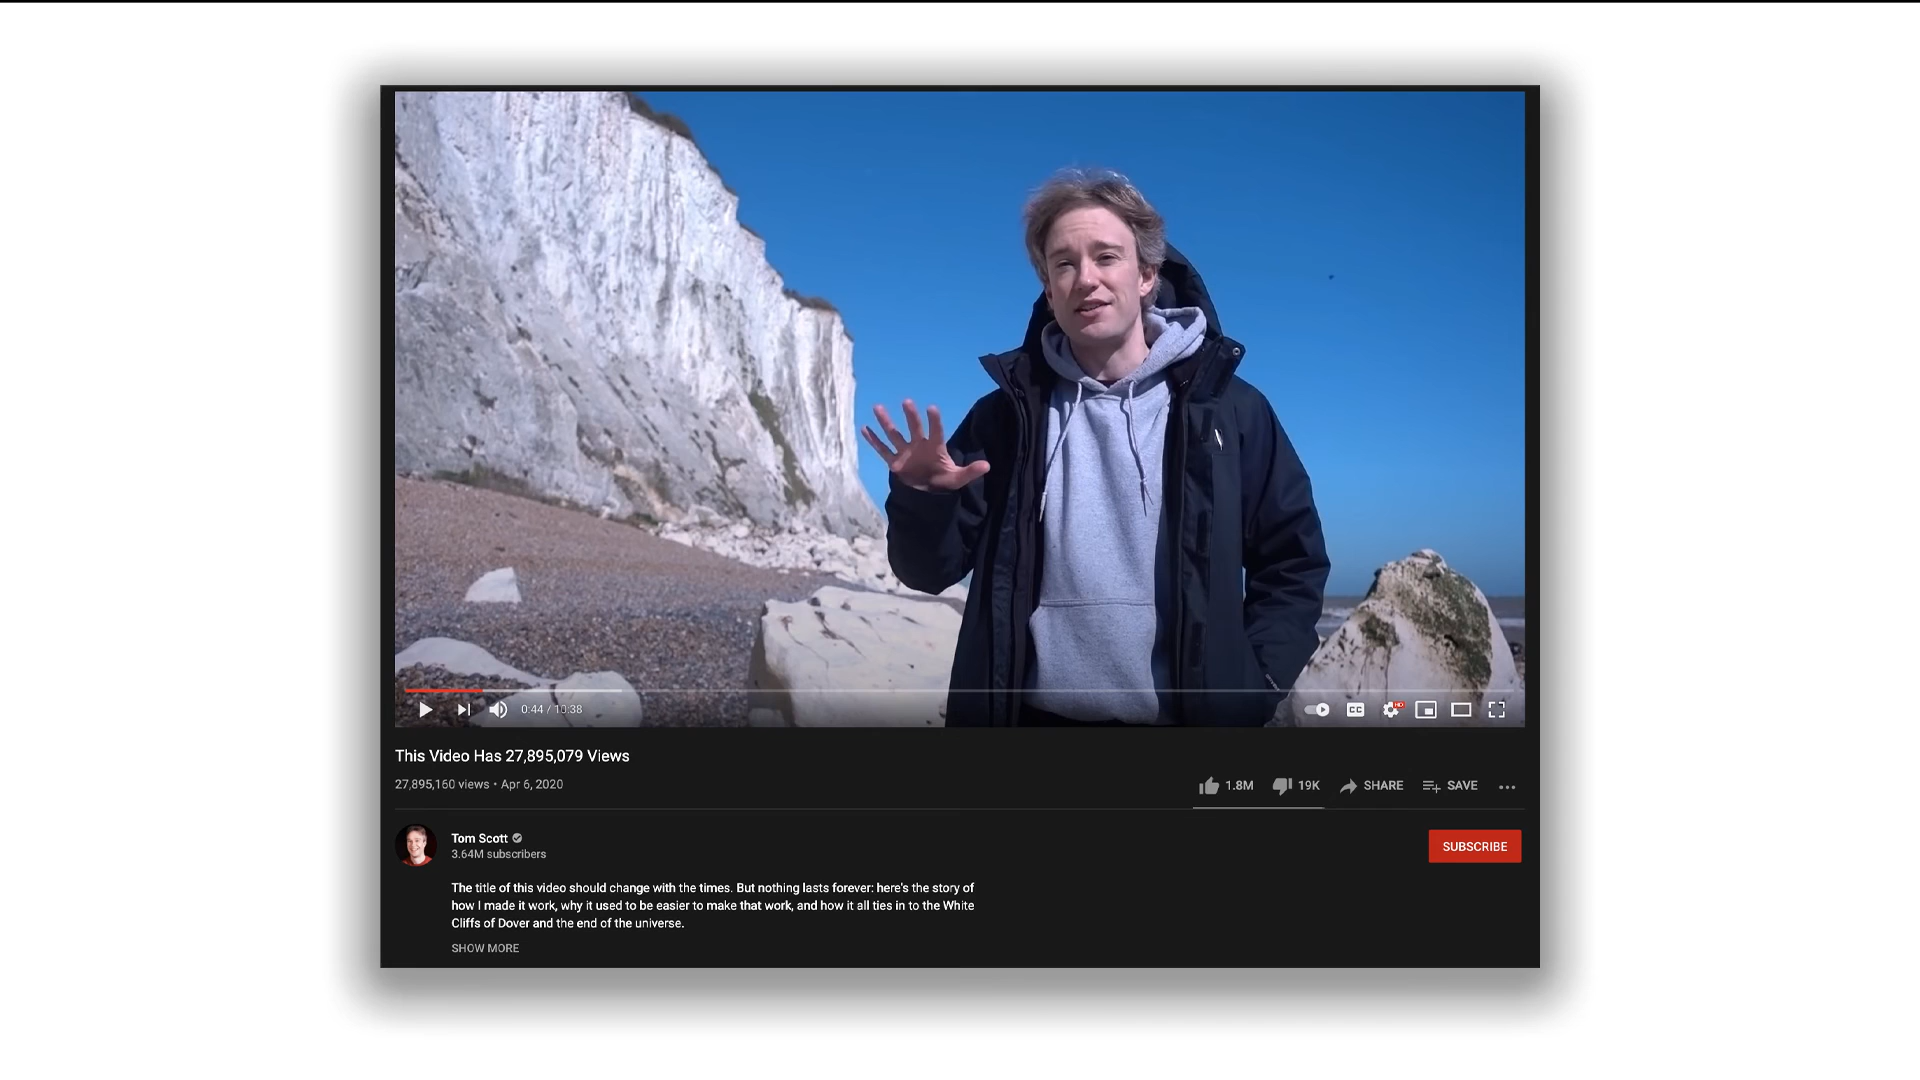 0:44 / 10:38
CC
HD
This Video Has 27,895,079 Views
27,895,160 views • Apr 6, 2020
1.8M
19K
SHARE
SAVE
Tom Scott
3.64M subscribers
SUBSCRIBE
The title of this video should change with the times. But nothing lasts forever: here's the story of
how I made it work, why it used to be easier to make that work, and how it all ties in to the White
Cliffs of Dover and the end of the universe.
SHOW MORE